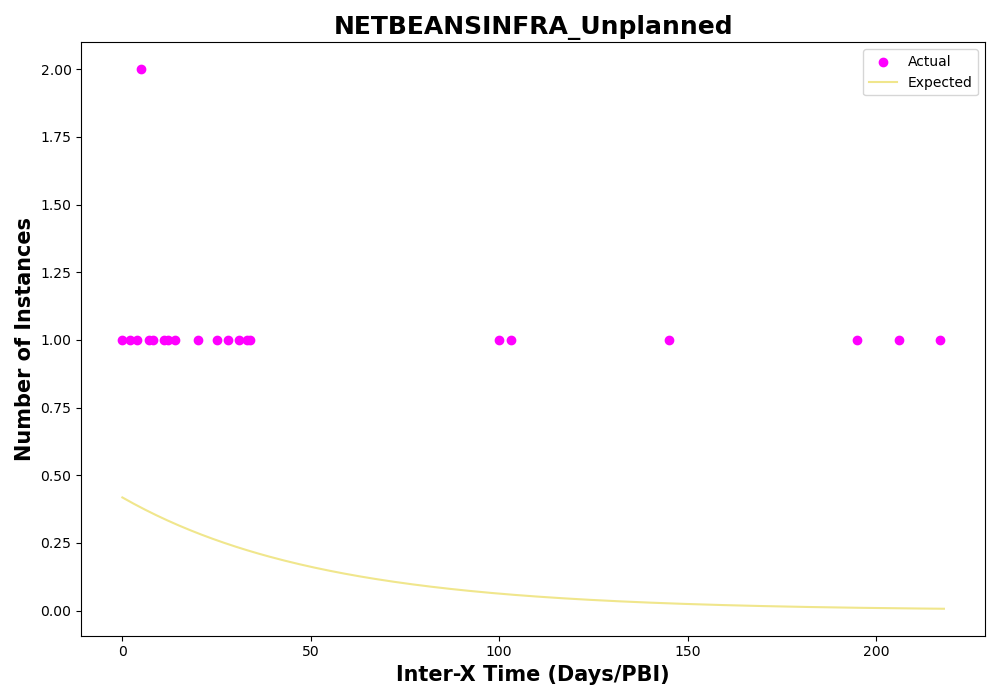 NETBEANSINFRA_Unplanned
Actual
Expected
2.00
1.75
1.50
1.25
1.00
0.75
0.50
0.25
0.00
Number of Instances
0 50 100 150 200
Inter-X Time (Days/PBI)